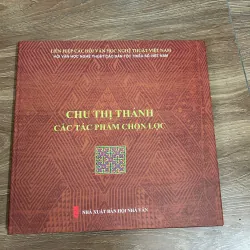 LIÊN HIỆP CÁC HỘI VĂN HỌC NGHỆ THUẬT VIỆT NAM
HỘI VĂN HỌC NGHỆ THUẬT CÁC DÂN TỘC THIỂU SỐ VIỆT NAM
CHU THỊ THANH
CÁC TÁC PHẨM CHỌN LỌC
NHÀ XUẤT BẢN HỘI NHÀ VĂN